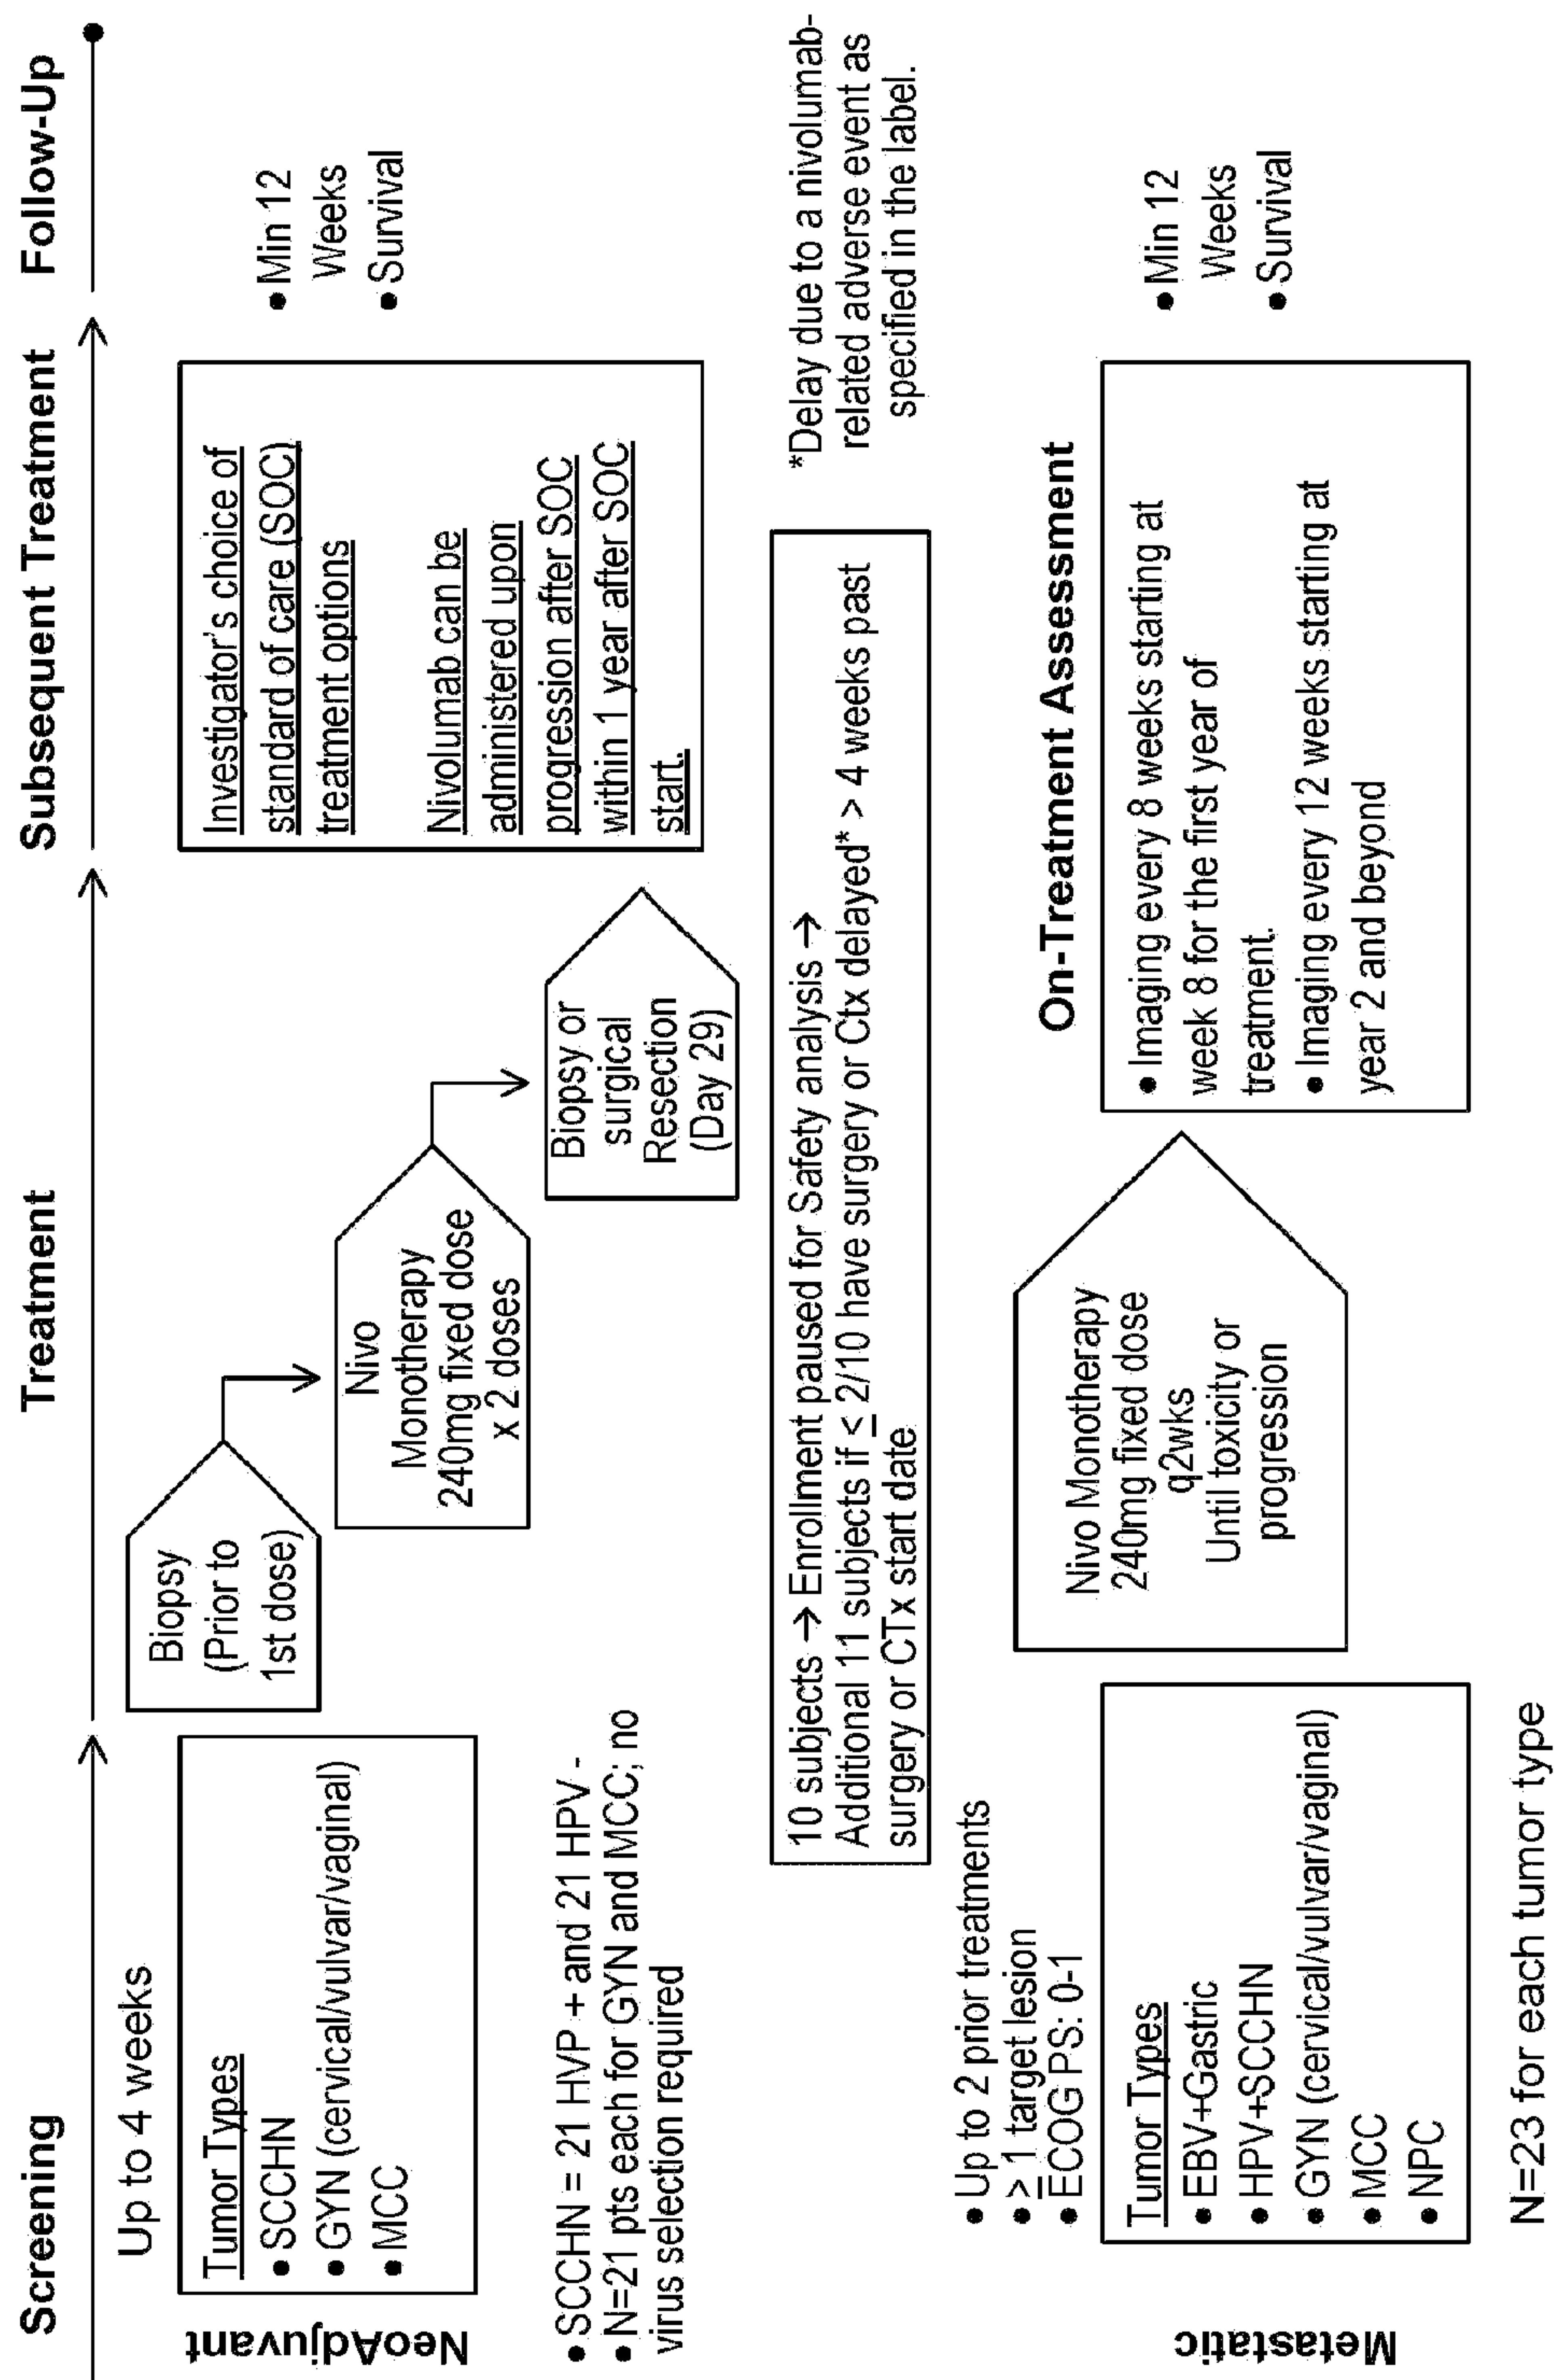 Screening
Treatment
Subsequent Treatment
Follow-Up
NeoAdjuvant
Up to 4 weeks
Tumor Types
• SCCHN
• GYN (cervical/vulvar/vaginal)
• MCC
• SCCHN = 21 HVP + and 21 HPV -
• N=21 pts each for GYN and MCC; no
virus selection required
Biopsy
(Prior to
1st dose)
Nivo
Monotherapy
240mg fixed dose
x 2 doses
Biopsy or
surgical
Resection
(Day 29)
Investigator's choice of
standard of care (SOC)
treatment options
Nivolumab can be
administered upon
progression after SOC
within 1 year after SOC
start.
• Min 12
Weeks
• Survival
10 subjects → Enrollment paused for Safety analysis →
Additional 11 subjects if ≤ 2/10 have surgery or Ctx delayed* > 4 weeks past
surgery or CTx start date
*Delay due to a nivolumab-
related adverse event as
specified in the label.
Metastatic
• Up to 2 prior treatments
• ≥ 1 target lesion
• ECOG PS: 0-1
Tumor Types
• EBV+Gastric
• HPV+SCCHN
• GYN (cervical/vulvar/vaginal)
• MCC
• NPC
N=23 for each tumor type
Nivo Monotherapy
240mg fixed dose
q2wks
Until toxicity or
progression
On-Treatment Assessment
• Imaging every 8 weeks starting at
week 8 for the first year of
treatment.
• Imaging every 12 weeks starting at
year 2 and beyond
• Min 12
Weeks
• Survival